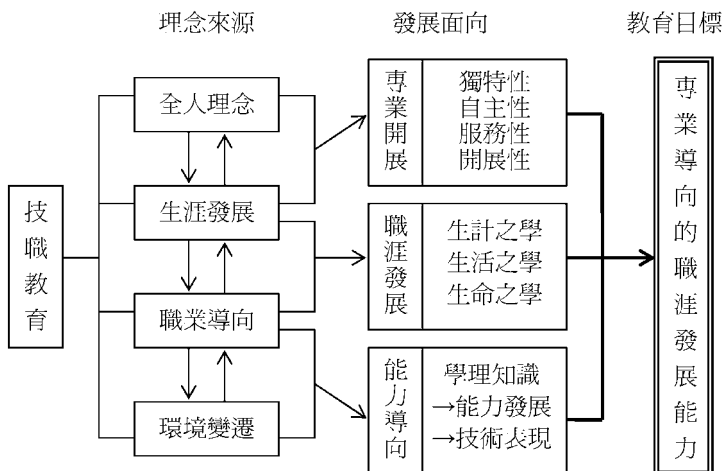 理念來源
發展面向
教育目標
技職教育
全人理念
生涯發展
職業導向
環境變遷
專業開展
獨特性
自主性
服務性
開展性
職涯發展
生計之學
生活之學
生命之學
能力導向
學理知識
→能力發展
→技術表現
專業導向的職涯發展能力